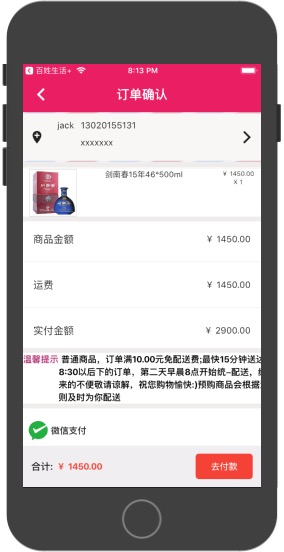 百姓生活+
8:13 PM
订单确认
jack 13020155131
xxxxxxx
剑南春15年46*500ml
¥ 1450.00
X 1
商品金额
¥ 1450.00
运费
¥ 1450.00
实付金额
¥ 2900.00
温馨提示 普通商品，订单满10.00元免配送费;最快15分钟送达
8:30以后下的订单，第二天早晨8点开始统一配送，给
来的不便敬请谅解，祝您购物愉快:)预购商品会根据
则及时为你配送
微信支付
合计: ¥ 1450.00
去付款